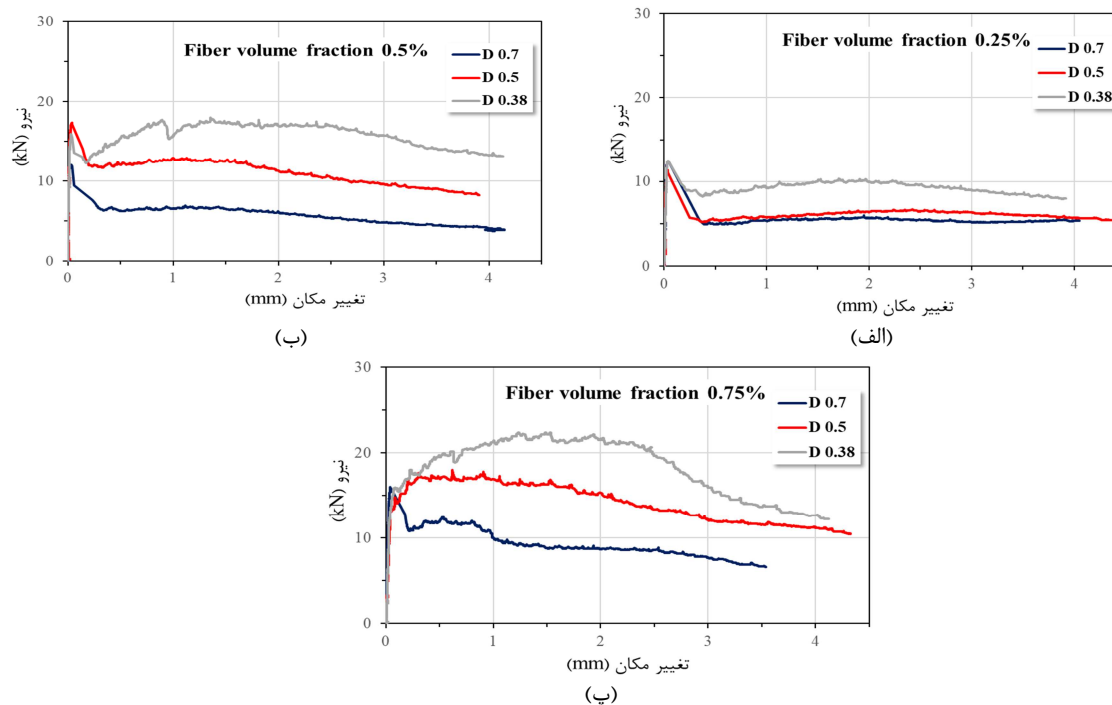 Fiber volume fraction 0.25%
D 0.7
D 0.5
D 0.38
30
20
10
0
نیرو (kN)
0 1 2 3 4
تغییر مکان (mm)
(الف)
Fiber volume fraction 0.5%
D 0.7
D 0.5
D 0.38
30
20
10
0
نیرو (kN)
0 1 2 3 4
تغییر مکان (mm)
(ب)
Fiber volume fraction 0.75%
D 0.7
D 0.5
D 0.38
30
20
10
0
نیرو (kN)
0 1 2 3 4
تغییر مکان (mm)
(پ)